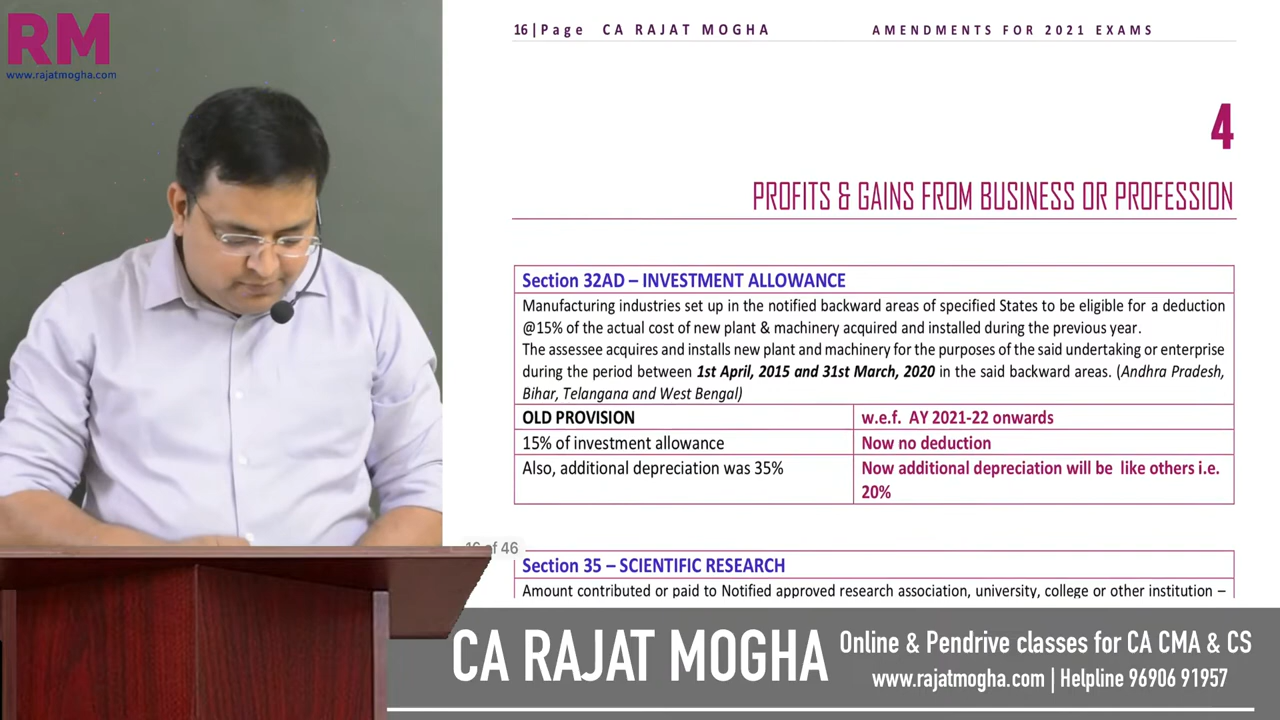 RM
www.rajatmogha.com
16|Page CA RAJAT MOGHA AMENDMENTS FOR 2021 EXAMS
4
PROFITS & GAINS FROM BUSINESS OR PROFESSION
Section 32AD – INVESTMENT ALLOWANCE
Manufacturing industries set up in the notified backward areas of specified States to be eligible for a deduction
@15% of the actual cost of new plant & machinery acquired and installed during the previous year.
The assessee acquires and installs new plant and machinery for the purposes of the said undertaking or enterprise
during the period between 1st April, 2015 and 31st March, 2020 in the said backward areas. (Andhra Pradesh,
Bihar, Telangana and West Bengal)
OLD PROVISION w.e.f. AY 2021-22 onwards
15% of investment allowance Now no deduction
Also, additional depreciation was 35% Now additional depreciation will be like others i.e.
20%
16 of 46
Section 35 – SCIENTIFIC RESEARCH
Amount contributed or paid to Notified approved research association, university, college or other institution –
CA RAJAT MOGHA
Online & Pendrive classes for CA CMA & CS
www.rajatmogha.com | Helpline 96906 91957